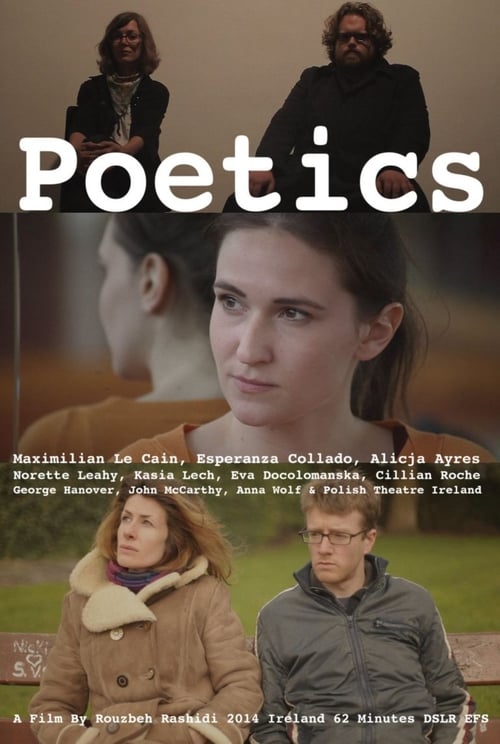 Poetics
Maximilian Le Cain, Esperanza Collado, Alicja Ayres
Norette Leahy, Kasia Lech, Eva Docolomanska, Cillian Roche
George Hanover, John McCarthy, Anna Wolf & Polish Theatre Ireland
Nicki
S.V.
A Film By Rouzbeh Rashidi 2014 Ireland 62 Minutes DSLR EFS